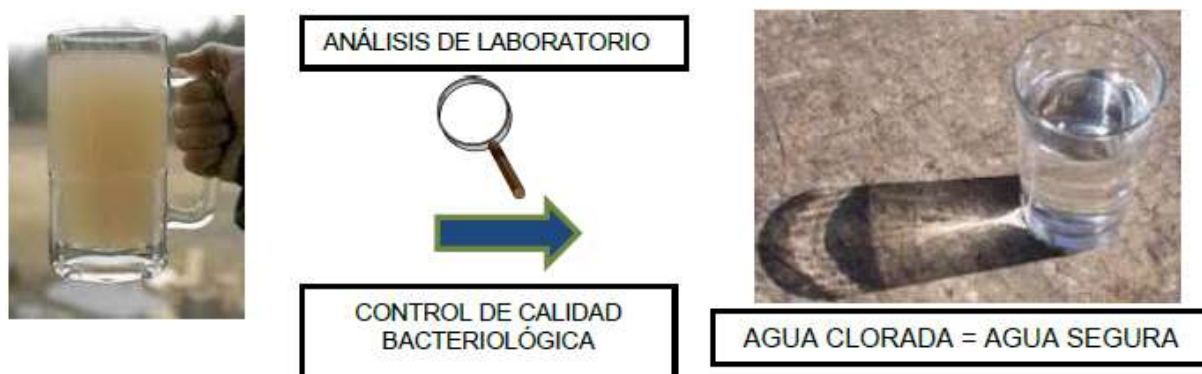 ANÁLISIS DE LABORATORIO
CONTROL DE CALIDAD
BACTERIOLÓGICA
AGUA CLORADA = AGUA SEGURA